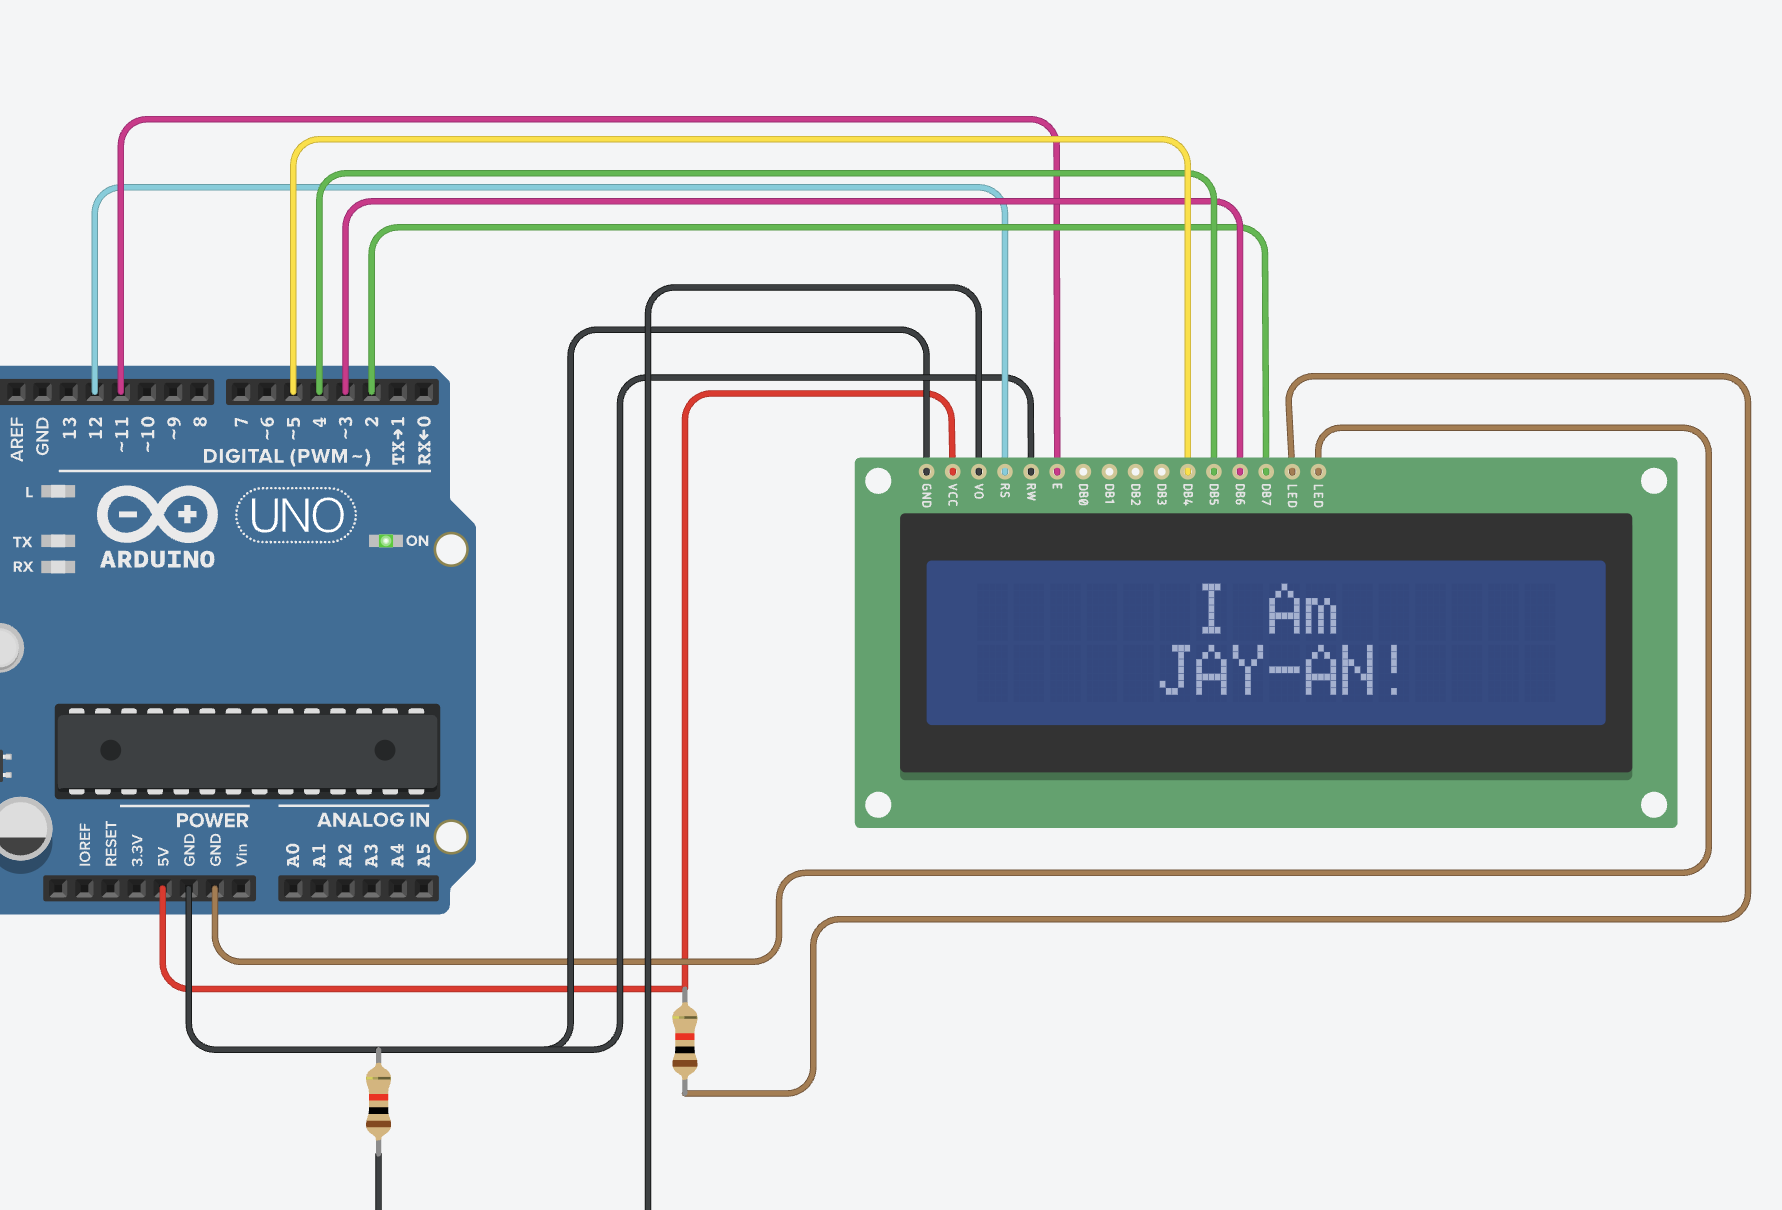 AREF
GND
13
12
~11
~10
~9
8
7
~6
~5
4
~3
2
TX→1
RX←0
DIGITAL (PWM~)
L
TX
RX
UNO
ON
ARDUINO
GND
VCC
VO
RS
RW
E
DB0
DB1
DB2
DB3
DB4
DB5
DB6
DB7
LED
LED
I Am
JAY-AN!
POWER
ANALOG IN
IOREF
RESET
3.3V
5V
GND
GND
Vin
A0
A1
A2
A3
A4
A5